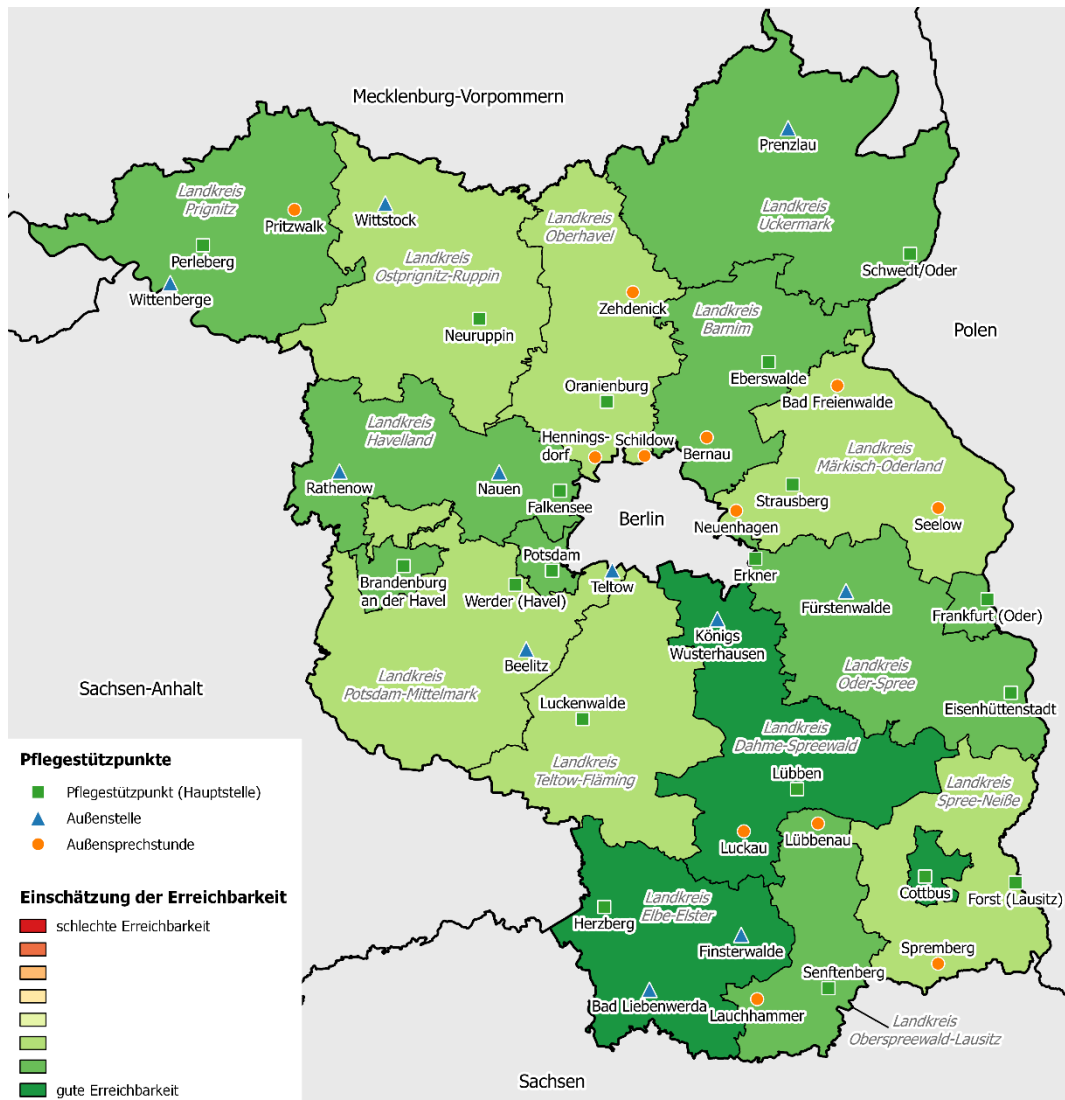 Mecklenburg-Vorpommern
Prenzlau
Landkreis
Prignitz
Pritzwalk
Wittstock
Landkreis
Oberhavel
Landkreis
Uckermark
Perleberg
Landkreis
Ostprignitz-Ruppin
Schwedt/Oder
Wittenberge
Zehdenick
Landkreis
Barnim
Neuruppin
Polen
Eberswalde
Oranienburg
Bad Freienwalde
Landkreis
Havelland
Hennings-
dorf
Schildow
Bernau
Landkreis
Märkisch-Oderland
Rathenow
Nauen
Falkensee
Strausberg
Berlin
Neuenhagen
Seelow
Potsdam
Brandenburg
an der Havel
Werder (Havel)
Teltow
Erkner
Fürstenwalde
Frankfurt (Oder)
Königs
Wusterhausen
Beelitz
Landkreis
Potsdam-Mittelmark
Landkreis
Oder-Spree
Sachsen-Anhalt
Luckenwalde
Eisenhüttenstadt
Landkreis
Dahme-Spreewald
Landkreis
Teltow-Fläming
Lübben
Landkreis
Spree-Neiße
Luckau
Lübbenau
Cottbus
Forst (Lausitz)
Landkreis
Elbe-Elster
Herzberg
Finsterwalde
Spremberg
Senftenberg
Bad Liebenwerda
Lauchhammer
Landkreis
Oberspreewald-Lausitz
Sachsen
Pflegestützpunkte
Pflegestützpunkt (Hauptstelle)
Außenstelle
Außensprechstunde
Einschätzung der Erreichbarkeit
schlechte Erreichbarkeit
gute Erreichbarkeit